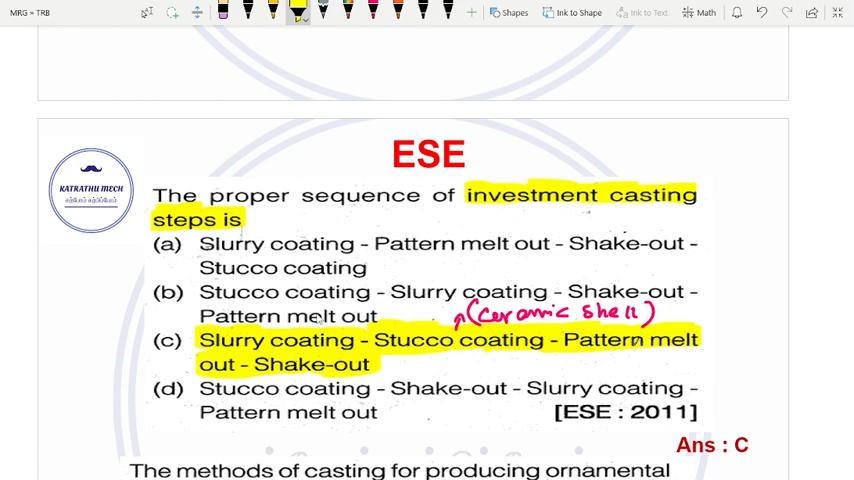 MRG » TRB
Shapes
Ink to Shape
Ink to Text
Math
ESE
KATRATHU MECH
கற்போம் கற்பிப்போம்
The proper sequence of investment casting
steps is
(a) Slurry coating - Pattern melt out - Shake-out -
Stucco coating
(b) Stucco coating - Slurry coating - Shake-out -
Pattern melt out
(Ceramic shell)
(c) Slurry coating - Stucco coating - Pattern melt
out - Shake-out
(d) Stucco coating - Shake-out - Slurry coating -
Pattern melt out [ESE : 2011]
Ans : C
The methods of casting for producing ornamental